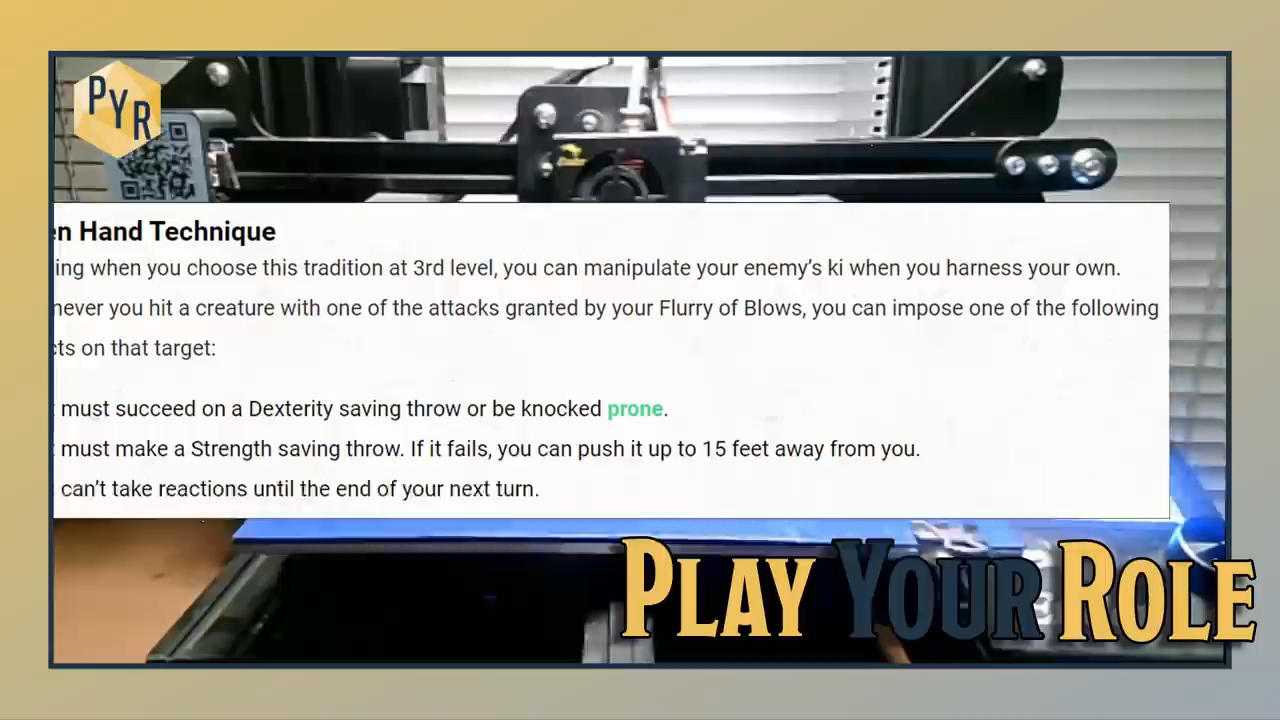 PYR
en Hand Technique
ing when you choose this tradition at 3rd level, you can manipulate your enemy’s ki when you harness your own.
never you hit a creature with one of the attacks granted by your Flurry of Blows, you can impose one of the following
cts on that target:
must succeed on a Dexterity saving throw or be knocked prone.
must make a Strength saving throw. If it fails, you can push it up to 15 feet away from you.
can’t take reactions until the end of your next turn.
PLAY YOUR ROLE